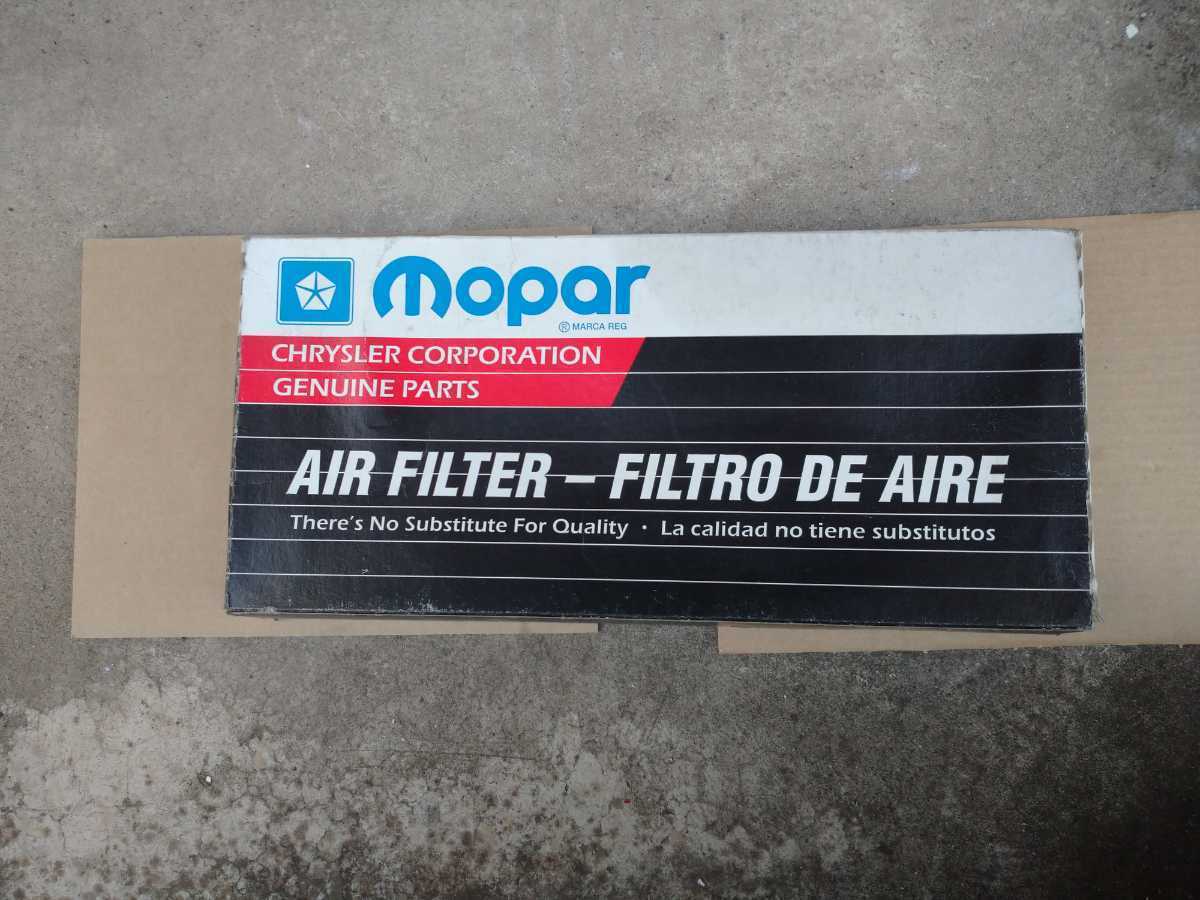 Mopar
® MARCA REG
CHRYSLER CORPORATION
GENUINE PARTS
AIR FILTER – FILTRO DE AIRE
There's No Substitute For Quality · La calidad no tiene substitutos